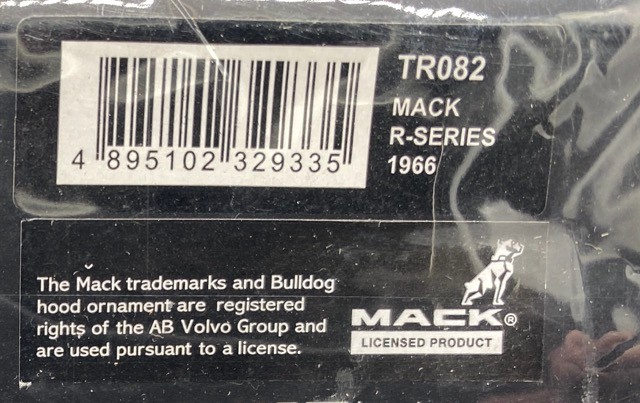 4 895102 329335
TR082
MACK
R-SERIES
1966
The Mack trademarks and Bulldog
hood ornament are registered
rights of the AB Volvo Group and
are used pursuant to a license.
MACK®
LICENSED PRODUCT